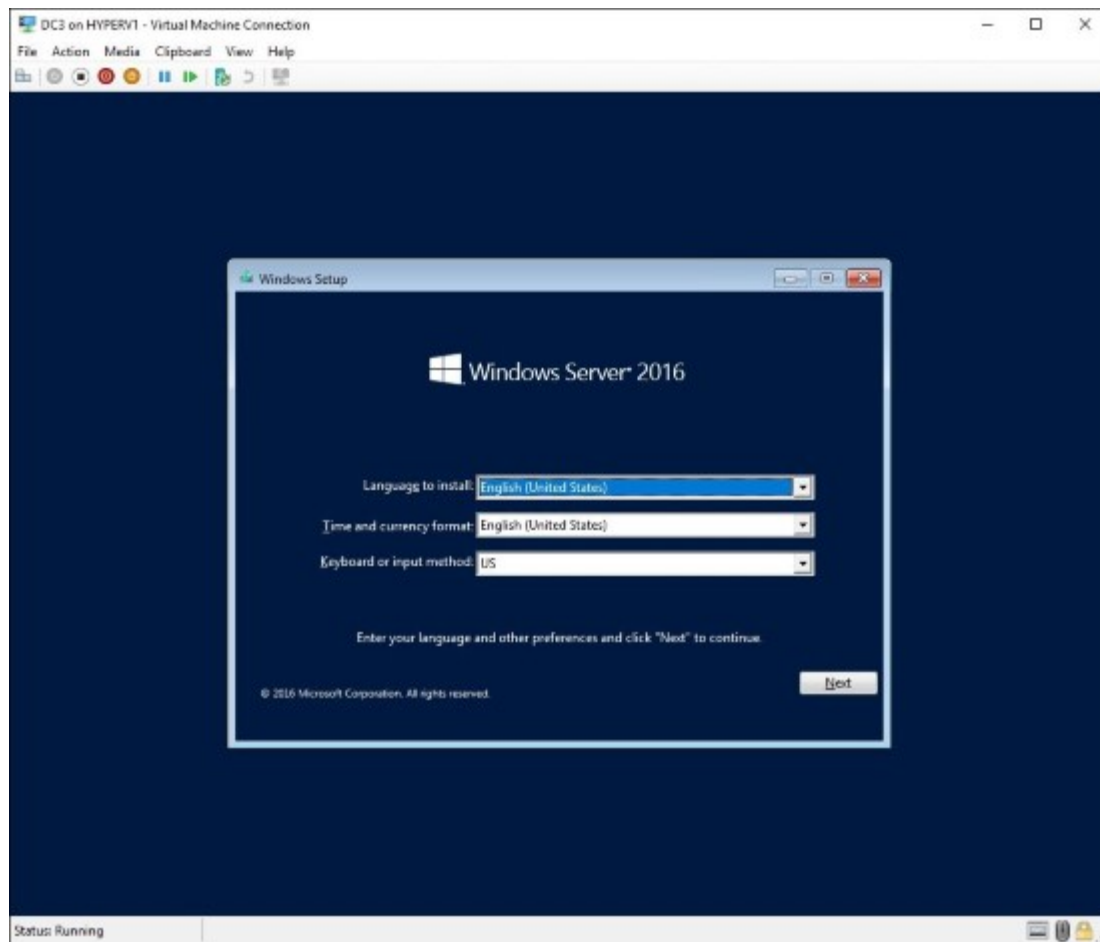 DC3 on HYPERV1 - Virtual Machine Connection
File Action Media Clipboard View Help
Windows Setup
Windows Server® 2016
Language to install: English (United States)
Time and currency format: English (United States)
Keyboard or input method: US
Enter your language and other preferences and click "Next" to continue.
Next
© 2016 Microsoft Corporation. All rights reserved.
Status: Running